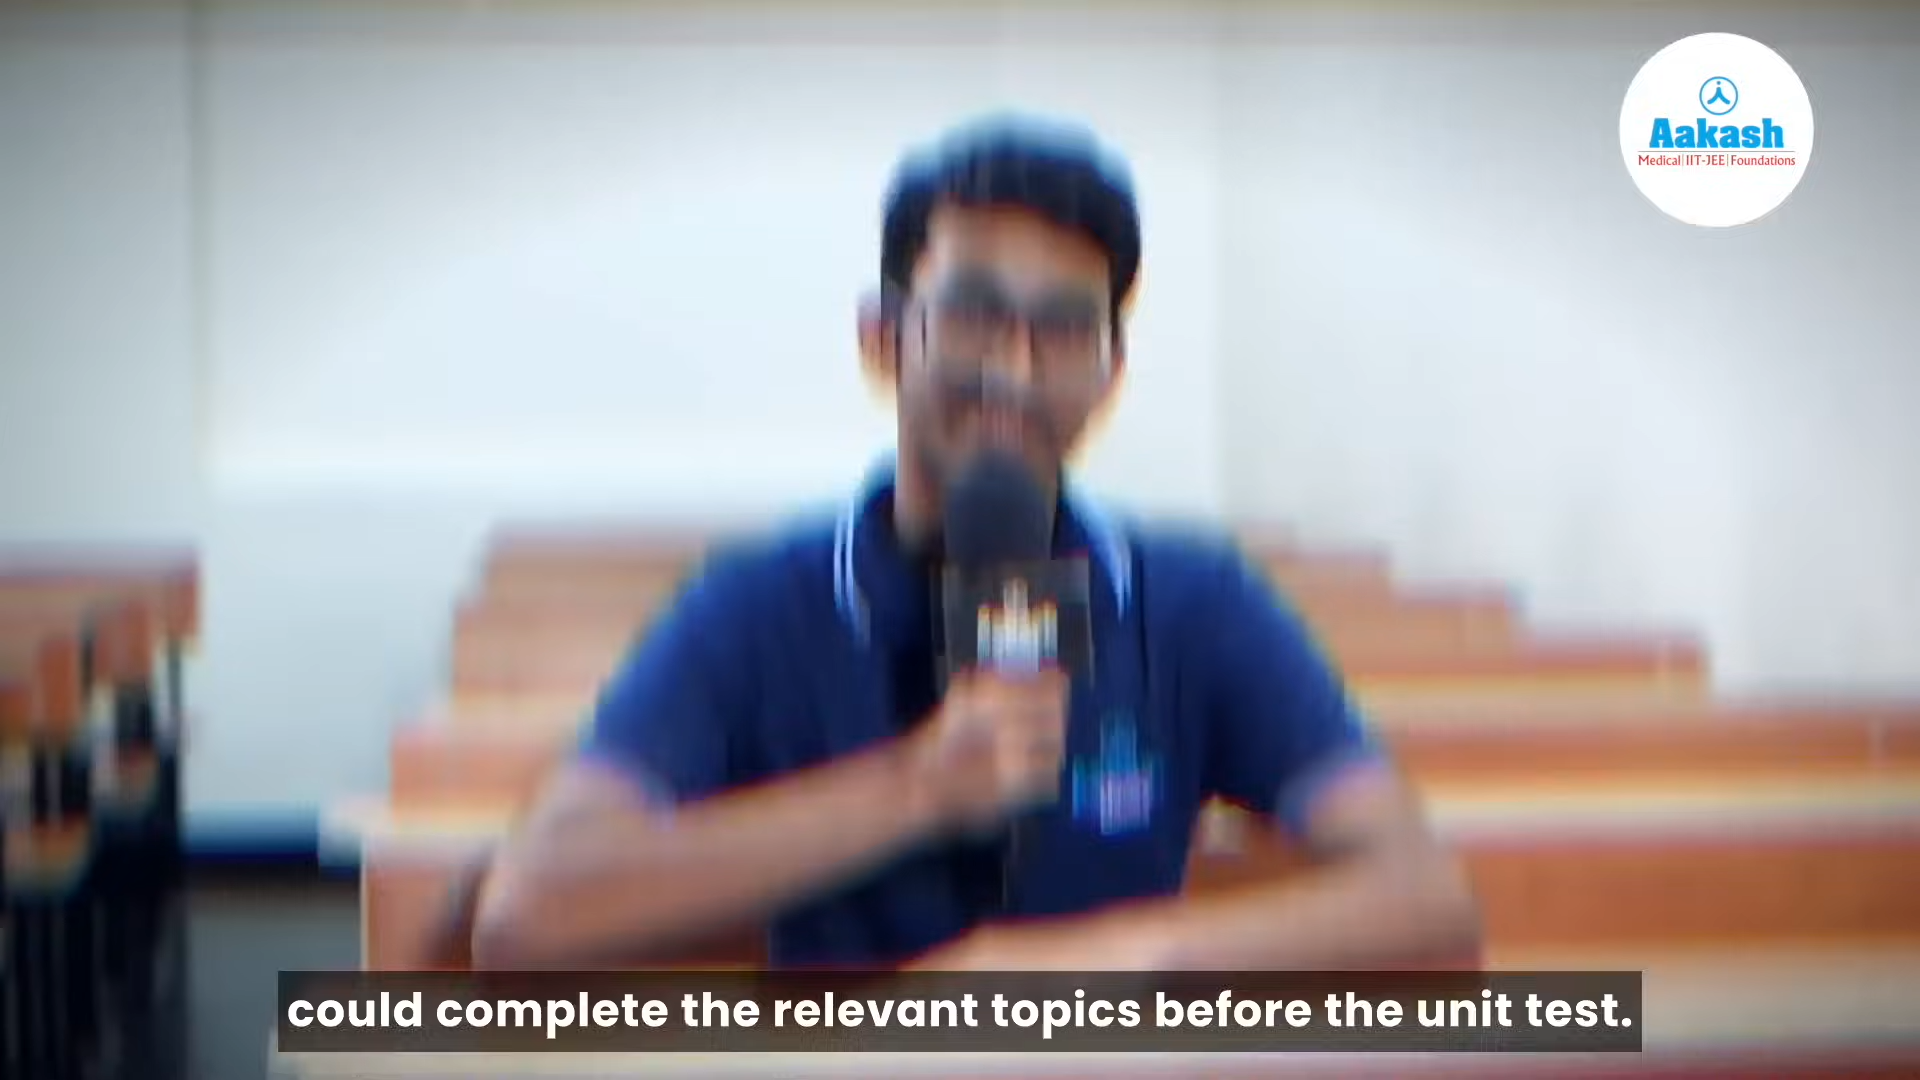 Aakash
Medical|IIT-JEE|Foundations
could complete the relevant topics before the unit test.